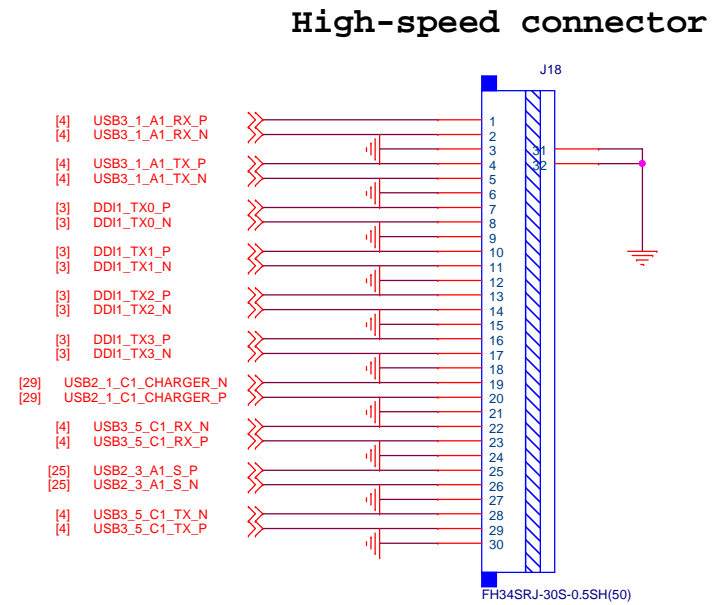 High-speed connector
J18
[4] USB3_1_A1_RX_P 1
[4] USB3_1_A1_RX_N 2
3 31
[4] USB3_1_A1_TX_P 4 32
[4] USB3_1_A1_TX_N 5
6
[3] DDI1_TX0_P 7
[3] DDI1_TX0_N 8
9
[3] DDI1_TX1_P 10
[3] DDI1_TX1_N 11
12
[3] DDI1_TX2_P 13
[3] DDI1_TX2_N 14
15
[3] DDI1_TX3_P 16
[3] DDI1_TX3_N 17
18
[29] USB2_1_C1_CHARGER_N 19
[29] USB2_1_C1_CHARGER_P 20
21
[4] USB3_5_C1_RX_N 22
[4] USB3_5_C1_RX_P 23
24
[25] USB2_3_A1_S_P 25
[25] USB2_3_A1_S_N 26
27
[4] USB3_5_C1_TX_N 28
[4] USB3_5_C1_TX_P 29
30
FH34SRJ-30S-0.5SH(50)